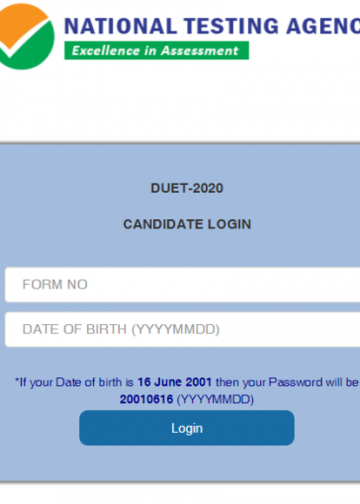 NATIONAL TESTING AGENC
Excellence in Assessment
DUET-2020
CANDIDATE LOGIN
FORM NO
DATE OF BIRTH (YYYYMMDD)
*If your Date of birth is 16 June 2001 then your Password will be
20010616 (YYYYMMDD)
Login